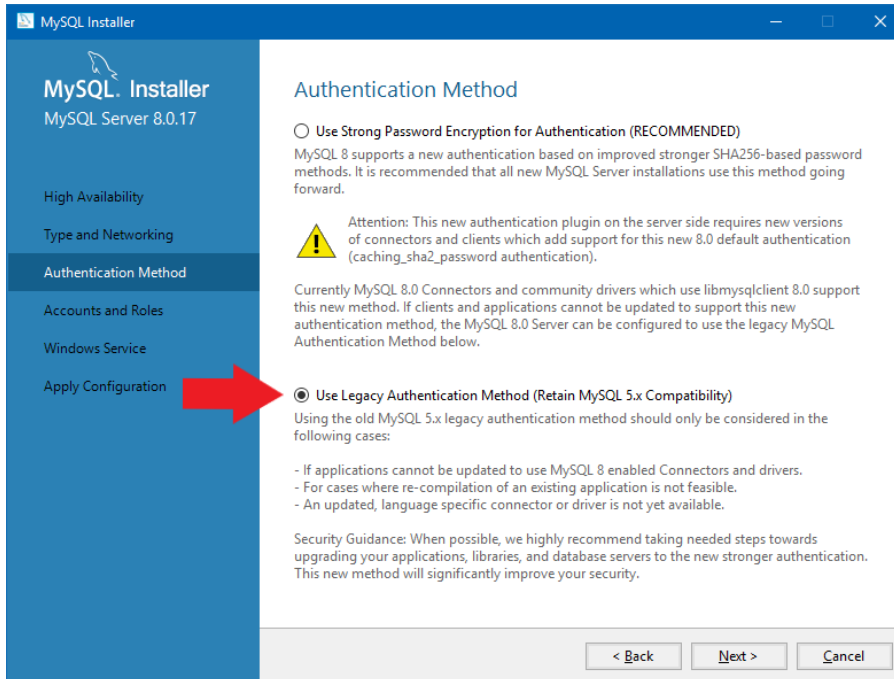 MySQL Installer
MySQL. Installer
MySQL Server 8.0.17
High Availability
Type and Networking
Authentication Method
Accounts and Roles
Windows Service
Apply Configuration
Authentication Method
Use Strong Password Encryption for Authentication (RECOMMENDED)
MySQL 8 supports a new authentication based on improved stronger SHA256-based password
methods. It is recommended that all new MySQL Server installations use this method going
forward.
Attention: This new authentication plugin on the server side requires new versions
of connectors and clients which add support for this new 8.0 default authentication
(caching_sha2_password authentication).
Currently MySQL 8.0 Connectors and community drivers which use libmysqlclient 8.0 support
this new method. If clients and applications cannot be updated to support this new
authentication method, the MySQL 8.0 Server can be configured to use the legacy MySQL
Authentication Method below.
Use Legacy Authentication Method (Retain MySQL 5.x Compatibility)
Using the old MySQL 5.x legacy authentication method should only be considered in the
following cases:
- If applications cannot be updated to use MySQL 8 enabled Connectors and drivers.
- For cases where re-compilation of an existing application is not feasible.
- An updated, language specific connector or driver is not yet available.
Security Guidance: When possible, we highly recommend taking needed steps towards
upgrading your applications, libraries, and database servers to the new stronger authentication.
This new method will significantly improve your security.
< Back
Next >
Cancel